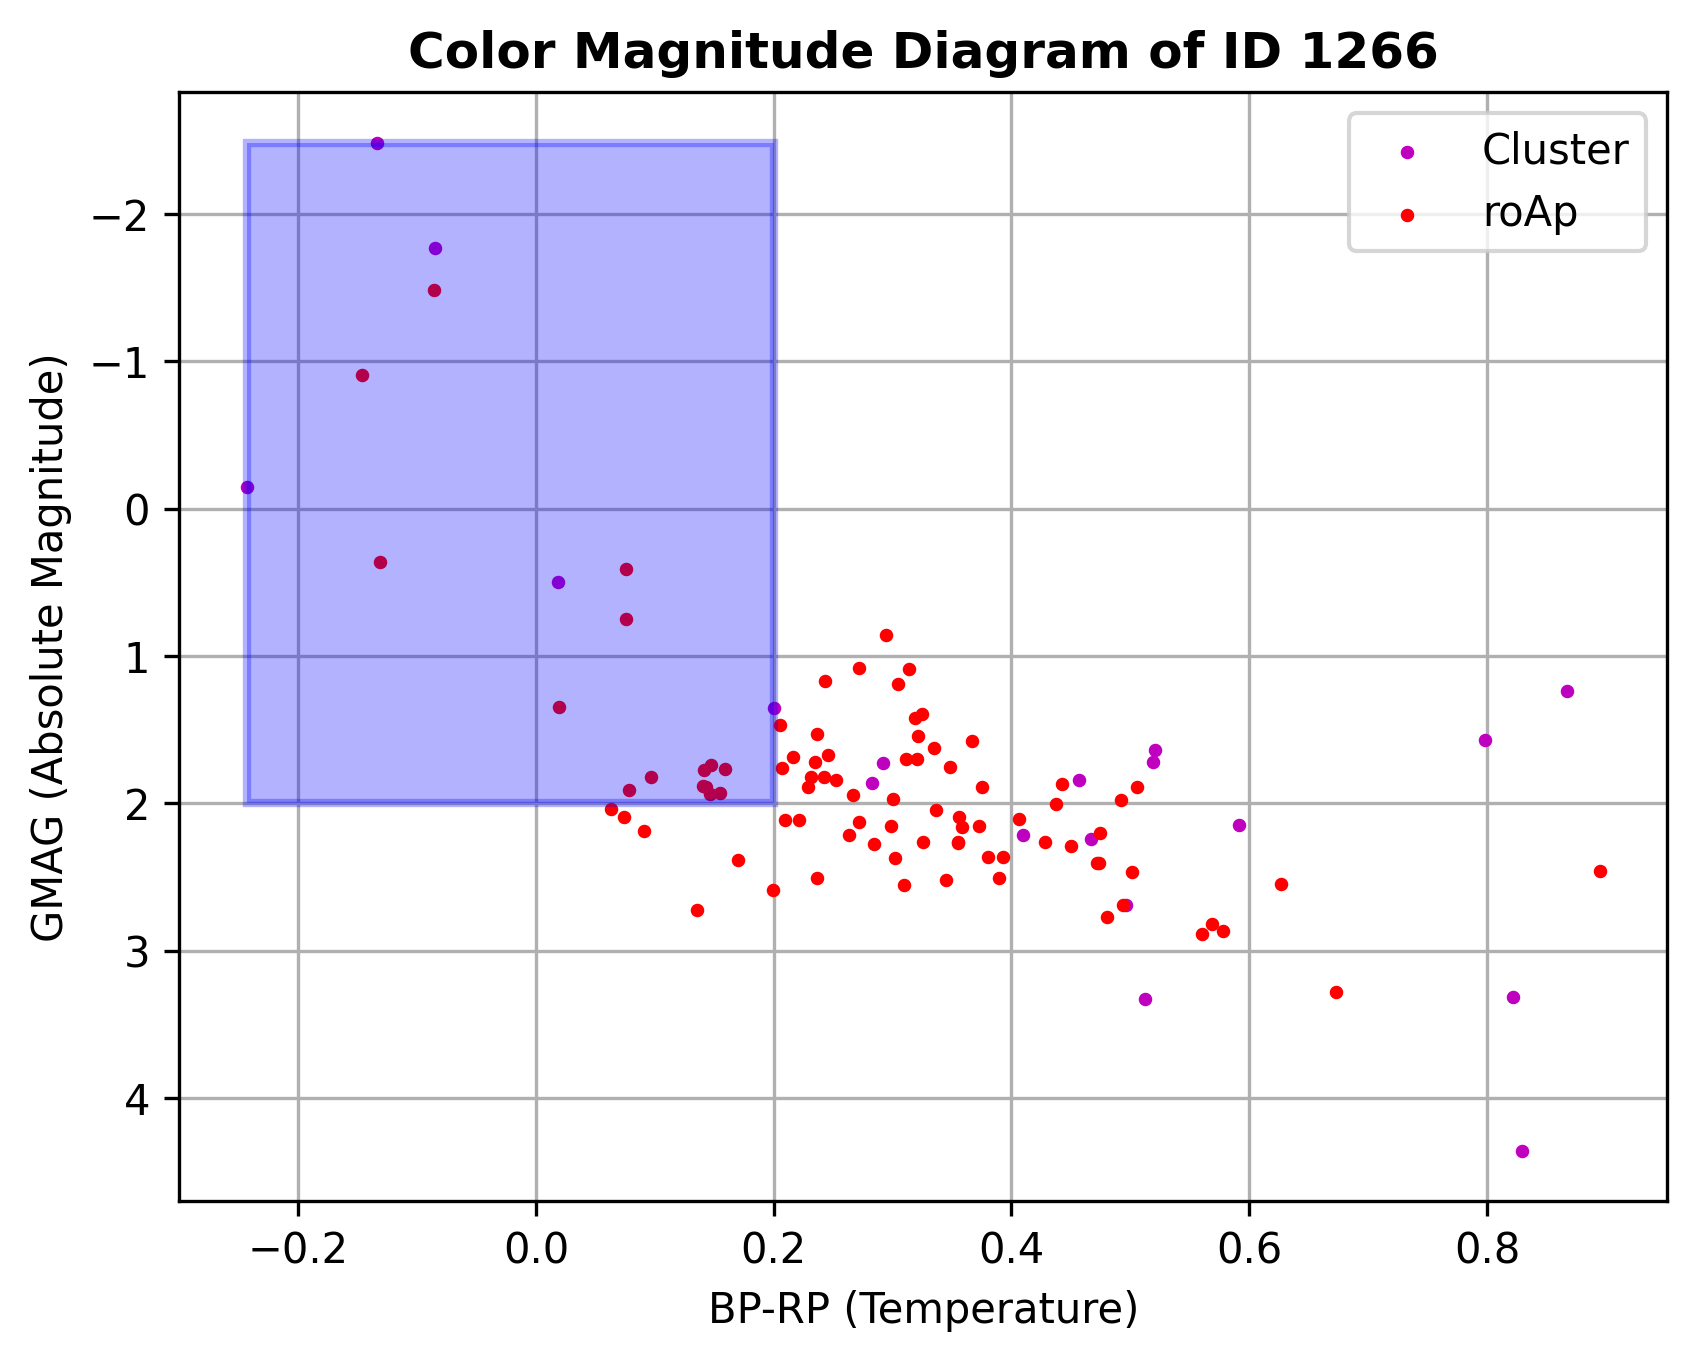 Color Magnitude Diagram of ID 1266
Cluster
roAp
GMAG (Absolute Magnitude)
−2
−1
0
1
2
3
4
−0.2 0.0 0.2 0.4 0.6 0.8
BP-RP (Temperature)